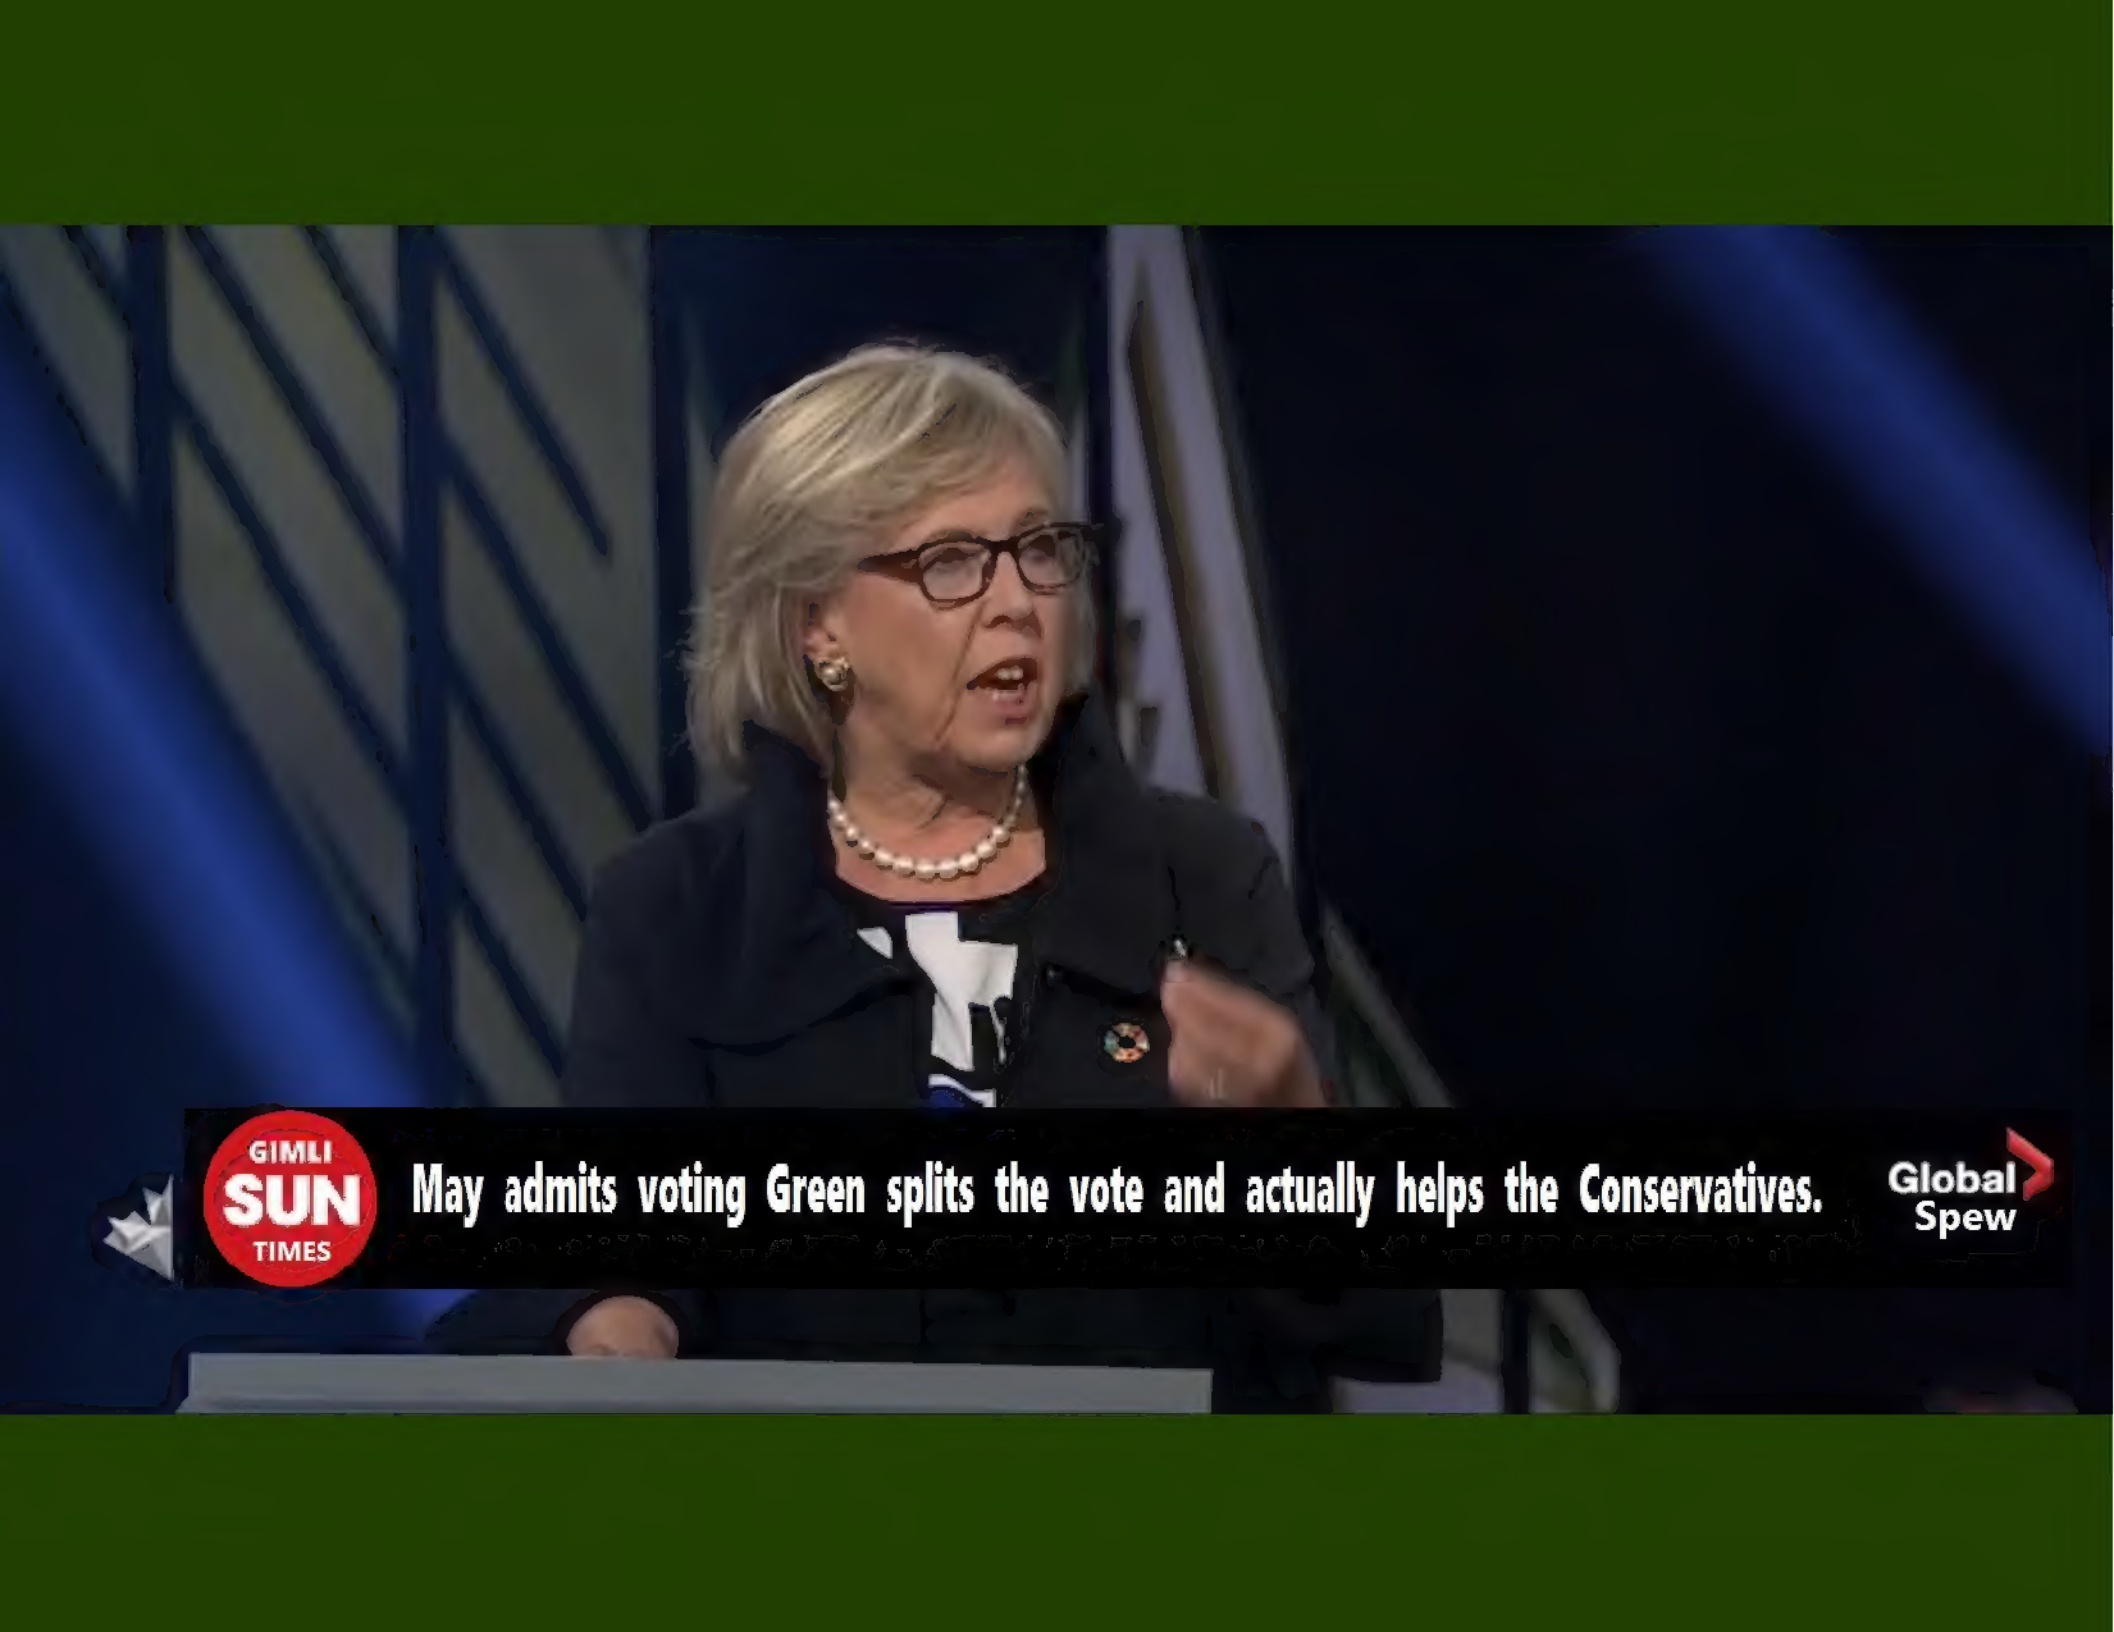 GIMLI
SUN
TIMES
May admits voting Green splits the vote and actually helps the Conservatives.
Global
Spew